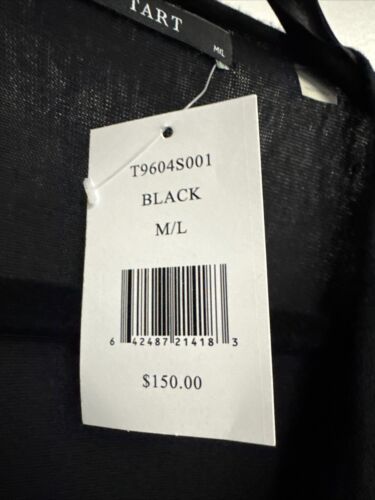 TART
M/L
T9604S001
BLACK
M/L
6 42487 21418 3
$150.00